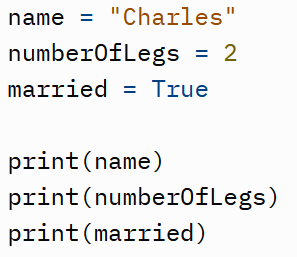 name = "Charles"
numberOfLegs = 2
married = True
print(name)
print(numberOfLegs)
print(married)